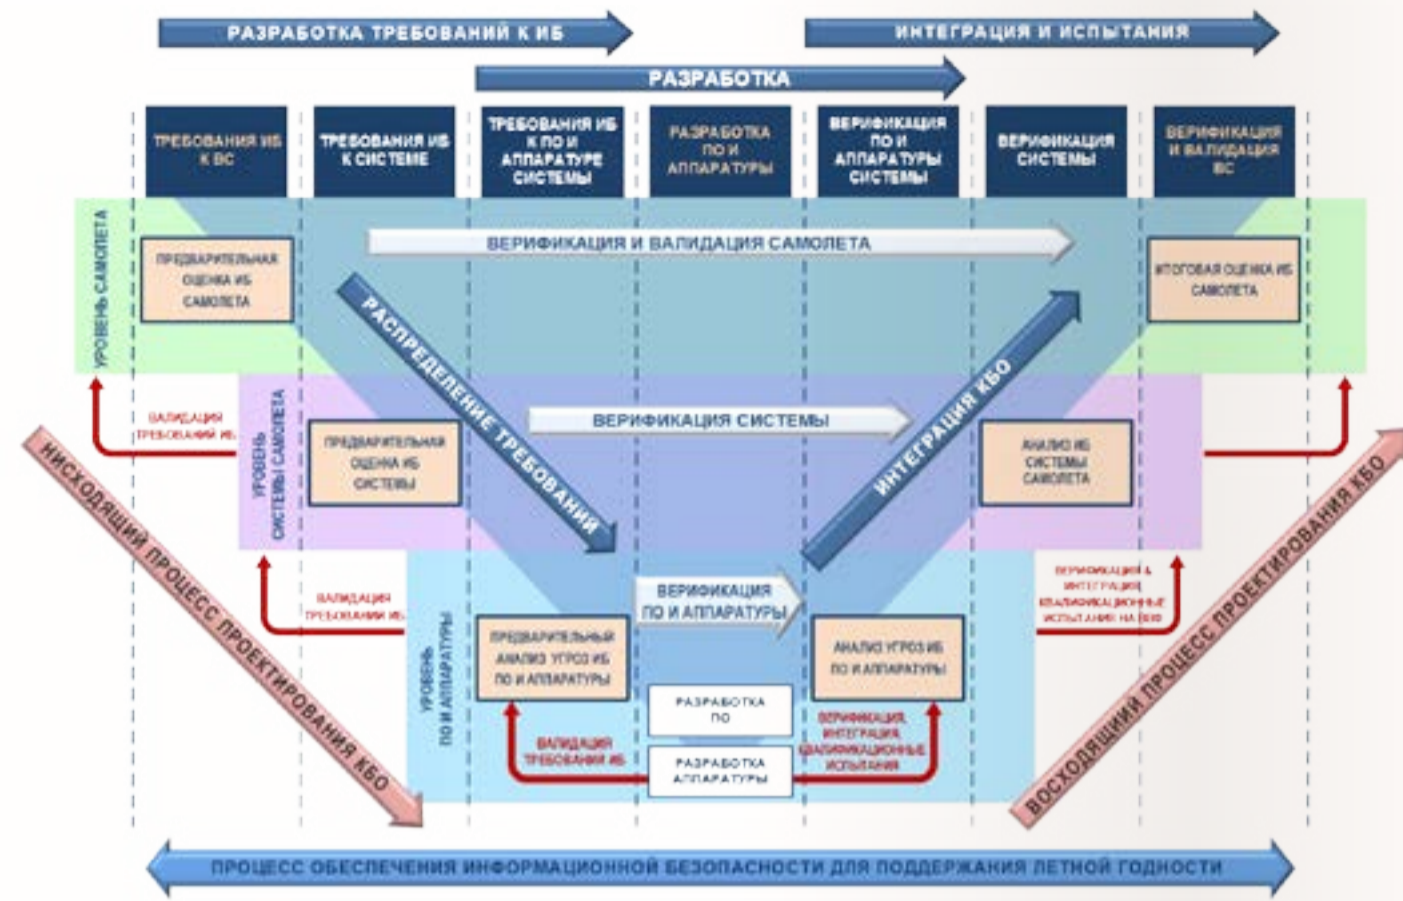 РАЗРАБОТКА ТРЕБОВАНИЙ К ИБ
ИНТЕГРАЦИЯ И ИСПЫТАНИЯ
РАЗРАБОТКА
ТРЕБОВАНИЯ ИБ
К ВС
ТРЕБОВАНИЯ ИБ
К СИСТЕМЕ
ТРЕБОВАНИЯ ИБ
К ПО И
АППАРАТУРЕ
СИСТЕМЫ
РАЗРАБОТКА
ПО И
АППАРАТУРЫ
ВЕРИФИКАЦИЯ
ПО И
АППАРАТУРЫ
СИСТЕМЫ
ВЕРИФИКАЦИЯ
СИСТЕМЫ
ВЕРИФИКАЦИЯ
И ВАЛИДАЦИЯ
ВС
УРОВЕНЬ САМОЛЕТА
ПРЕДВАРИТЕЛЬНАЯ
ОЦЕНКА ИБ
САМОЛЕТА
ВЕРИФИКАЦИЯ И ВАЛИДАЦИЯ САМОЛЕТА
ИТОГОВАЯ ОЦЕНКА ИБ
САМОЛЕТА
РАСПРЕДЕЛЕНИЕ ТРЕБОВАНИЙ
ИНТЕГРАЦИЯ КБО
ВАЛИДАЦИЯ
ТРЕБОВАНИЙ ИБ
УРОВЕНЬ
СИСТЕМЫ САМОЛЕТА
ПРЕДВАРИТЕЛЬНАЯ
ОЦЕНКА ИБ
СИСТЕМЫ
ВЕРИФИКАЦИЯ СИСТЕМЫ
АНАЛИЗ ИБ
СИСТЕМЫ
САМОЛЕТА
НИСХОДЯЩИЙ ПРОЦЕСС ПРОЕКТИРОВАНИЯ КБО
ВОСХОДЯЩИЙ ПРОЦЕСС ПРОЕКТИРОВАНИЯ КБО
ВАЛИДАЦИЯ
ТРЕБОВАНИЙ ИБ
ВЕРИФИКАЦИЯ
ПО И АППАРАТУРЫ
ВЕРИФИКАЦИЯ &
ИНТЕГРАЦИЯ,
КВАЛИФИКАЦИОННЫЕ
ИСПЫТАНИЯ НА
УРОВЕНЬ
ПО И АППАРАТУРЫ
ПРЕДВАРИТЕЛЬНЫЙ
АНАЛИЗ УГРОЗ ИБ
ПО И АППАРАТУРЫ
АНАЛИЗ УГРОЗ ИБ
ПО И АППАРАТУРЫ
РАЗРАБОТКА
ПО
ВАЛИДАЦИЯ
ТРЕБОВАНИЙ ИБ
РАЗРАБОТКА
АППАРАТУРЫ
ВЕРИФИКАЦИЯ,
ИНТЕГРАЦИЯ,
КВАЛИФИКАЦИОННЫЕ
ИСПЫТАНИЯ
ПРОЦЕСС ОБЕСПЕЧЕНИЯ ИНФОРМАЦИОННОЙ БЕЗОПАСНОСТИ ДЛЯ ПОДДЕРЖАНИЯ ЛЕТНОЙ ГОДНОСТИ